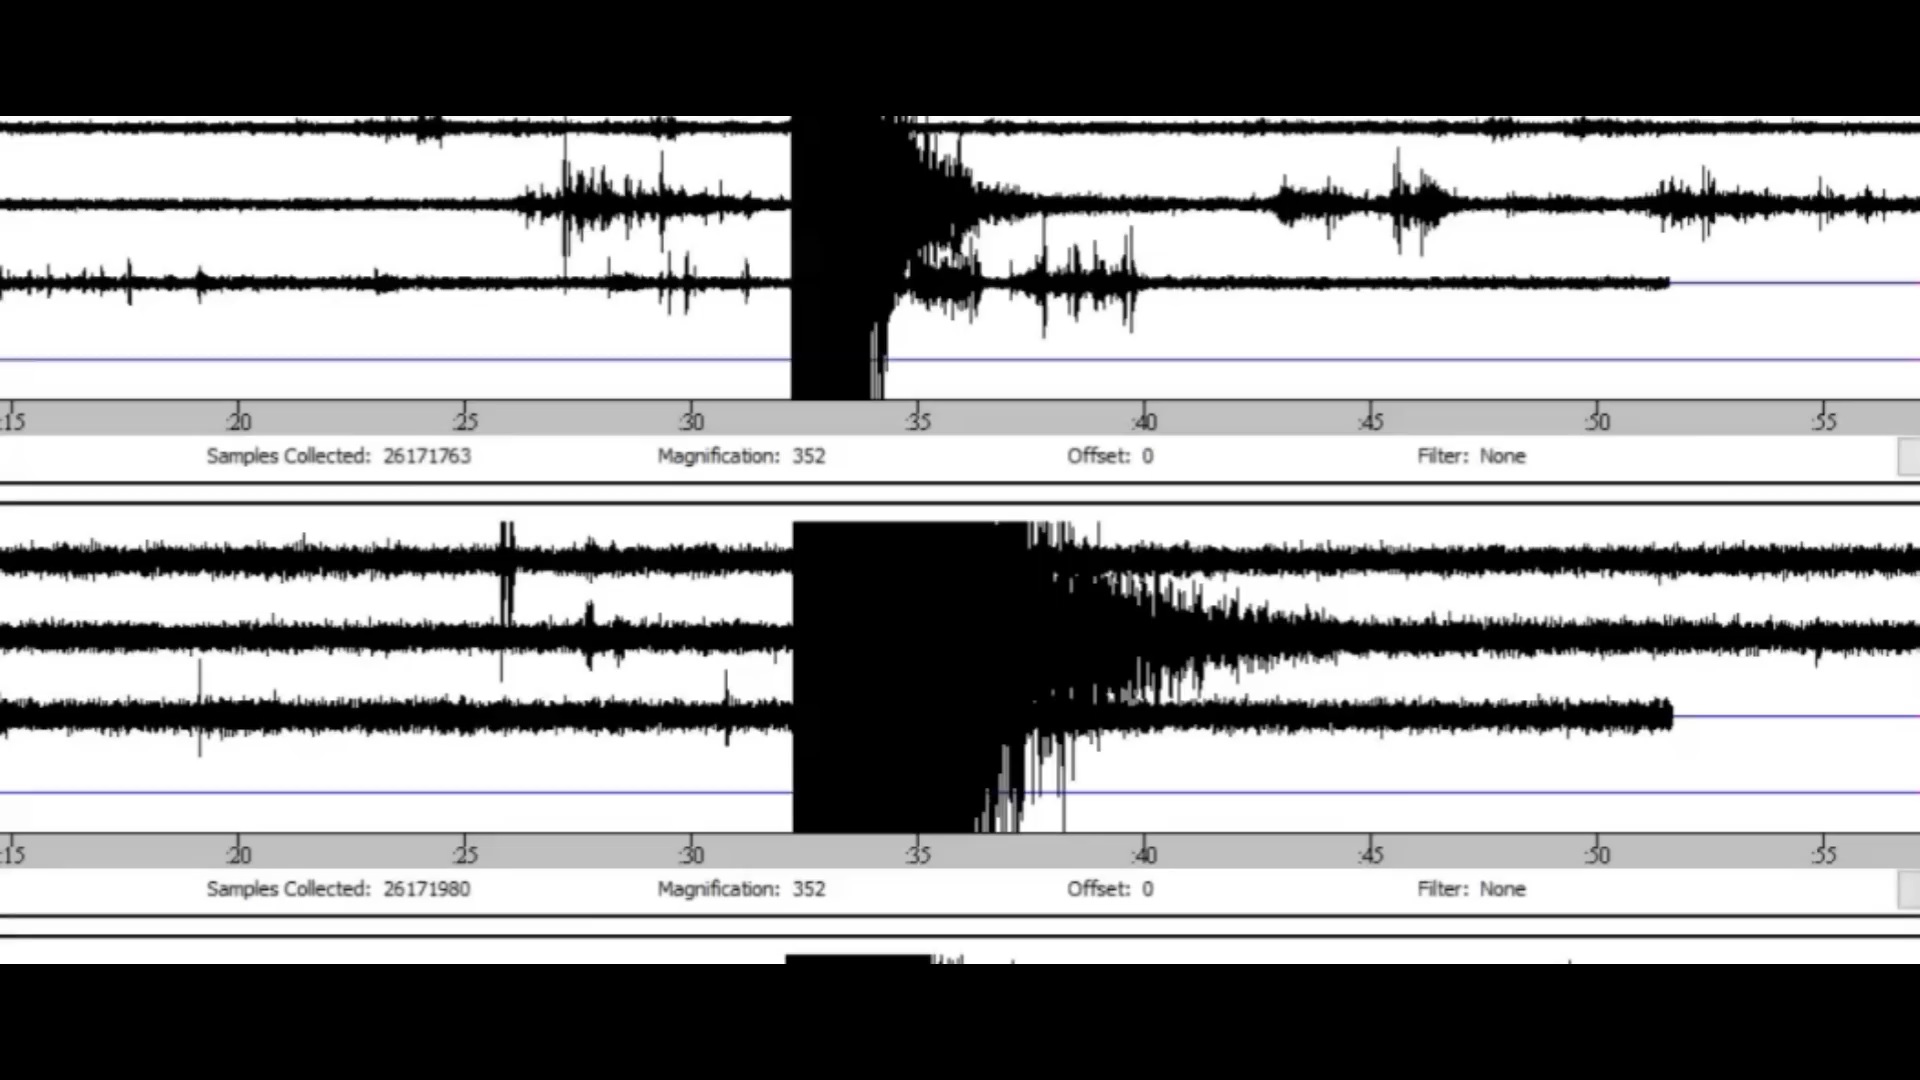 :15 :20 :25 :30 :35 :40 :45 :50 :55
Samples Collected: 26171763 Magnification: 352 Offset: 0 Filter: None
:15 :20 :25 :30 :35 :40 :45 :50 :55
Samples Collected: 26171980 Magnification: 352 Offset: 0 Filter: None